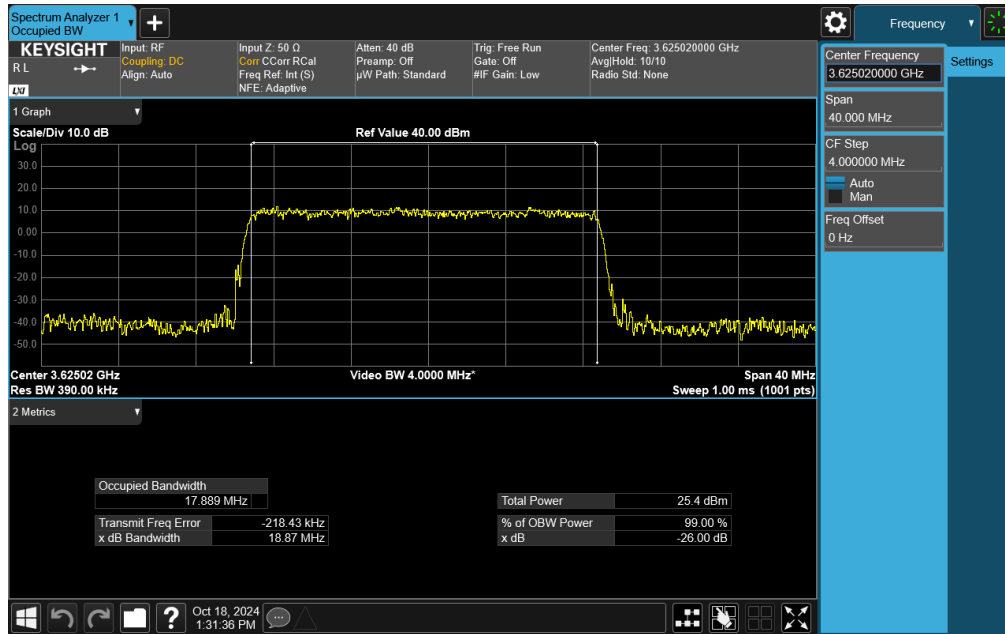 Spectrum Analyzer 1
Occupied BW
Frequency
KEYSIGHT
R L
LXI
Input: RF
Coupling: DC
Align: Auto
Input Z: 50 Ω
Corr CCorr RCal
Freq Ref: Int (S)
NFE: Adaptive
Atten: 40 dB
Preamp: Off
µW Path: Standard
Trig: Free Run
Gate: Off
#IF Gain: Low
Center Freq: 3.625020000 GHz
Avg|Hold: 10/10
Radio Std: None
Center Frequency
3.625020000 GHz
Settings
Span
40.000 MHz
CF Step
4.000000 MHz
Auto
Man
Freq Offset
0 Hz
1 Graph
Scale/Div 10.0 dB
Ref Value 40.00 dBm
Log
30.0
20.0
10.0
0.00
-10.0
-20.0
-30.0
-40.0
-50.0
Center 3.62502 GHz
Video BW 4.0000 MHz*
Span 40 MHz
Res BW 390.00 kHz
Sweep 1.00 ms (1001 pts)
2 Metrics
Occupied Bandwidth
17.889 MHz
Total Power 25.4 dBm
Transmit Freq Error -218.43 kHz
% of OBW Power 99.00 %
x dB Bandwidth 18.87 MHz
x dB -26.00 dB
Oct 18, 2024
1:31:36 PM